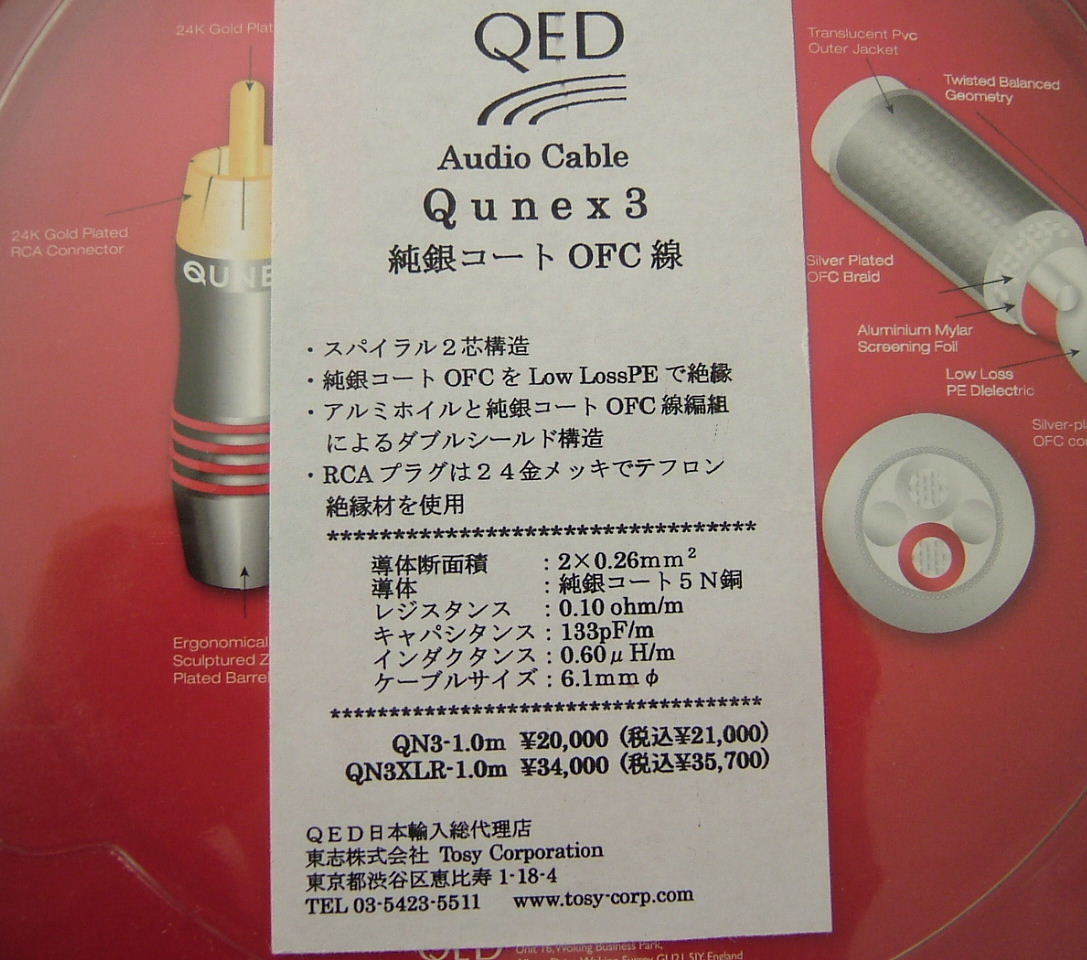 24K Gold
24K Gold Plated
RCA Connector
QUNE
Ergonomical
Sculptured
Plated
QED
Audio Cable
Qunex3
純銀コートOFC線
・スパイラル２芯構造
・純銀コートOFCをLow LossPEで絶縁
・アルミホイルと純銀コートOFC線編組
によるダブルシールド構造
・RCAプラグは２４金メッキでテフロン
絶縁材を使用
*********************************
導体断面積 : 2×0.26mm²
導体 : 純銀コート５N銅
レジスタンス : 0.10 ohm/m
キャパシタンス : 133pF/m
インダクタンス : 0.60μH/m
ケーブルサイズ : 6.1mmφ
*********************************
QN3-1.0m ¥20,000 (税込¥21,000)
QN3XLR-1.0m ¥34,000 (税込¥35,700)
QED日本輸入総代理店
東志株式会社 Tosy Corporation
東京都渋谷区恵比寿 1-18-4
TEL 03-5423-5511 www.tosy-corp.com
Translucent Pvc
Outer Jacket
Twisted Balanced
Geometry
Silver Plated
OFC Braid
Aluminium Mylar
Screening Foil
Low Loss
PE Dielectric
OFC
QED
Unit 16, Woking Business Park,
Woking Surrey GU21 5JY England